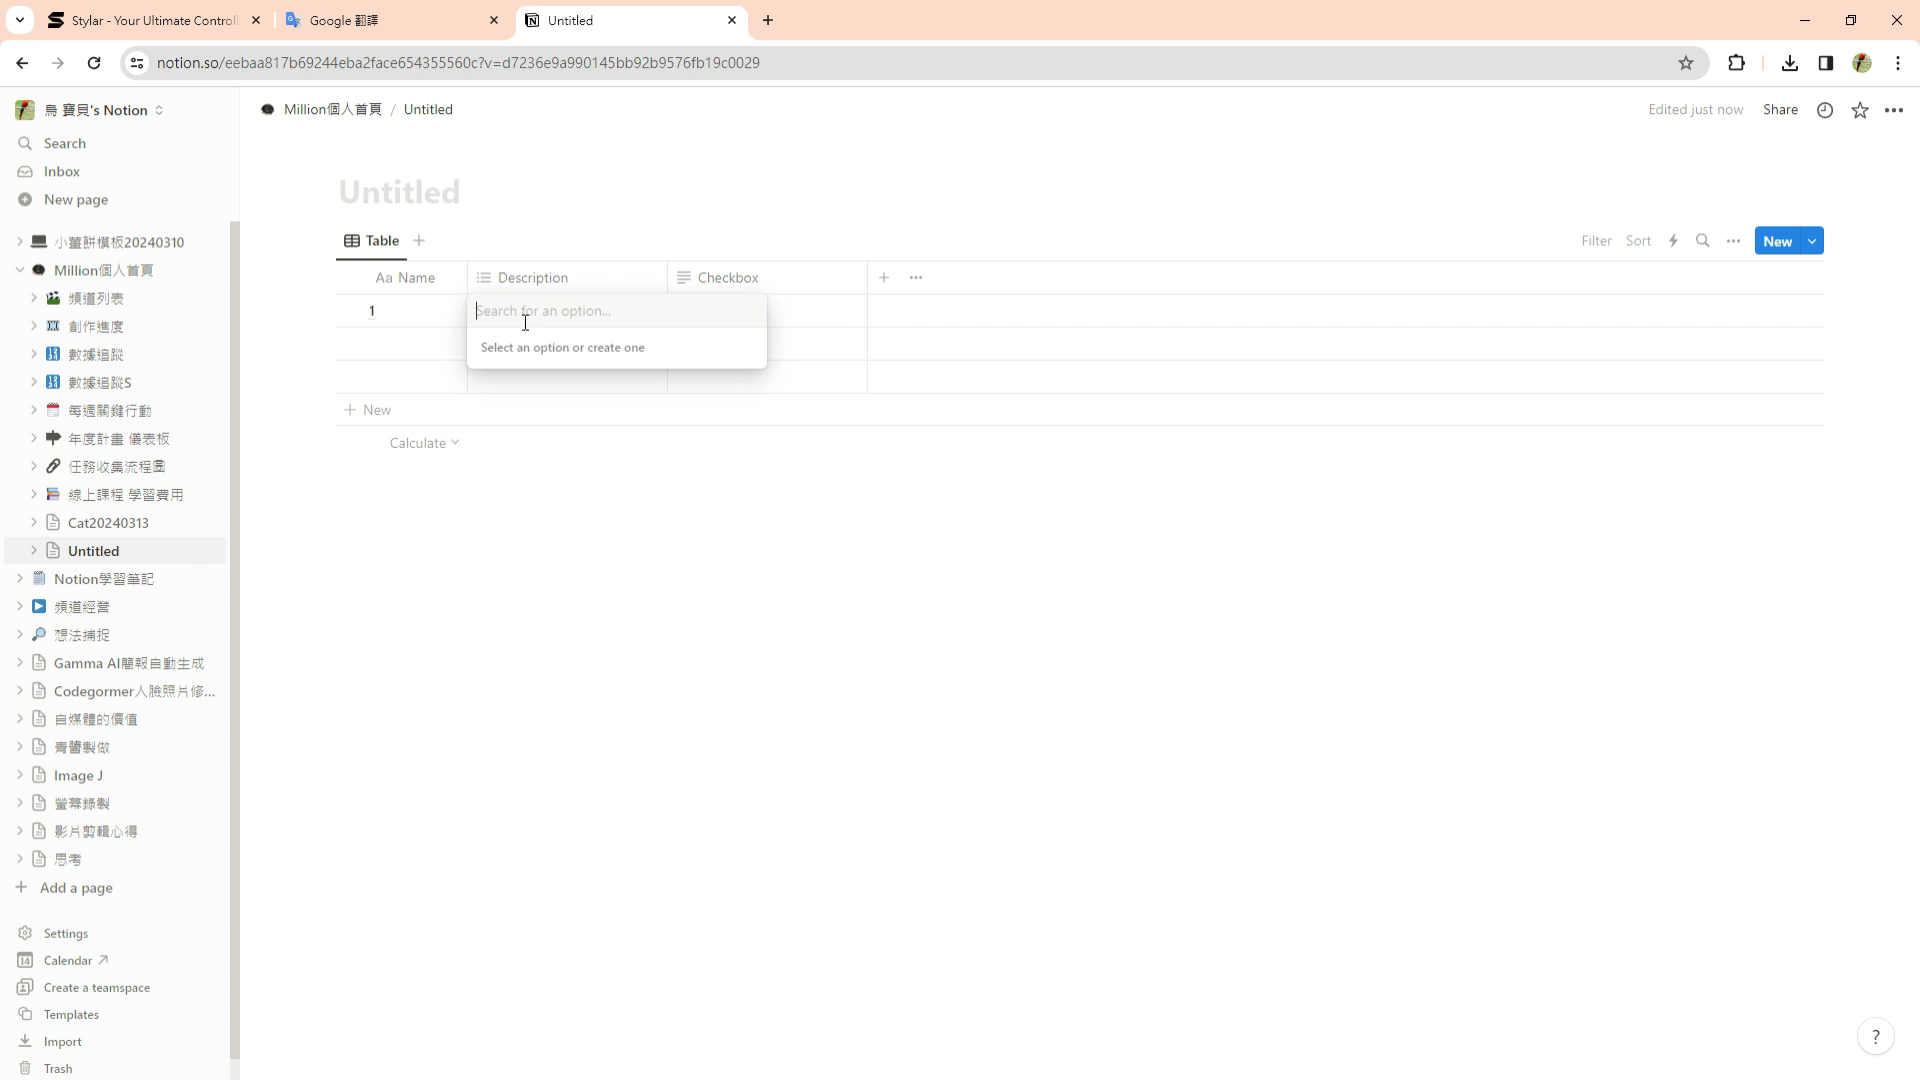 Stylar - Your Ultimate Controll
Google 翻譯
Untitled
notion.so/eebaa817b69244eba2face654355560c?v=d7236e9a990145bb92b9576fb19c0029
鳥 寶貝's Notion
Search
Inbox
New page
小薑餅模板20240310
Million個人首頁
頻道列表
創作進度
數據追蹤
數據追蹤S
每週關鍵行動
年度計畫 儀表板
任務收集流程圖
線上課程 學習費用
Cat20240313
Untitled
Notion學習筆記
頻道經營
想法捕捉
Gamma AI簡報自動生成
Codegormer人臉照片修...
自媒體的價值
青醬製做
Image J
螢幕錄製
影片剪輯心得
思考
Add a page
Settings
14 Calendar
Create a teamspace
Templates
Import
Trash
Million個人首頁 / Untitled
Edited just now Share
Untitled
Table
Filter Sort New
Aa Name Description Checkbox
1 Search for an option...
Select an option or create one
New
Calculate
?